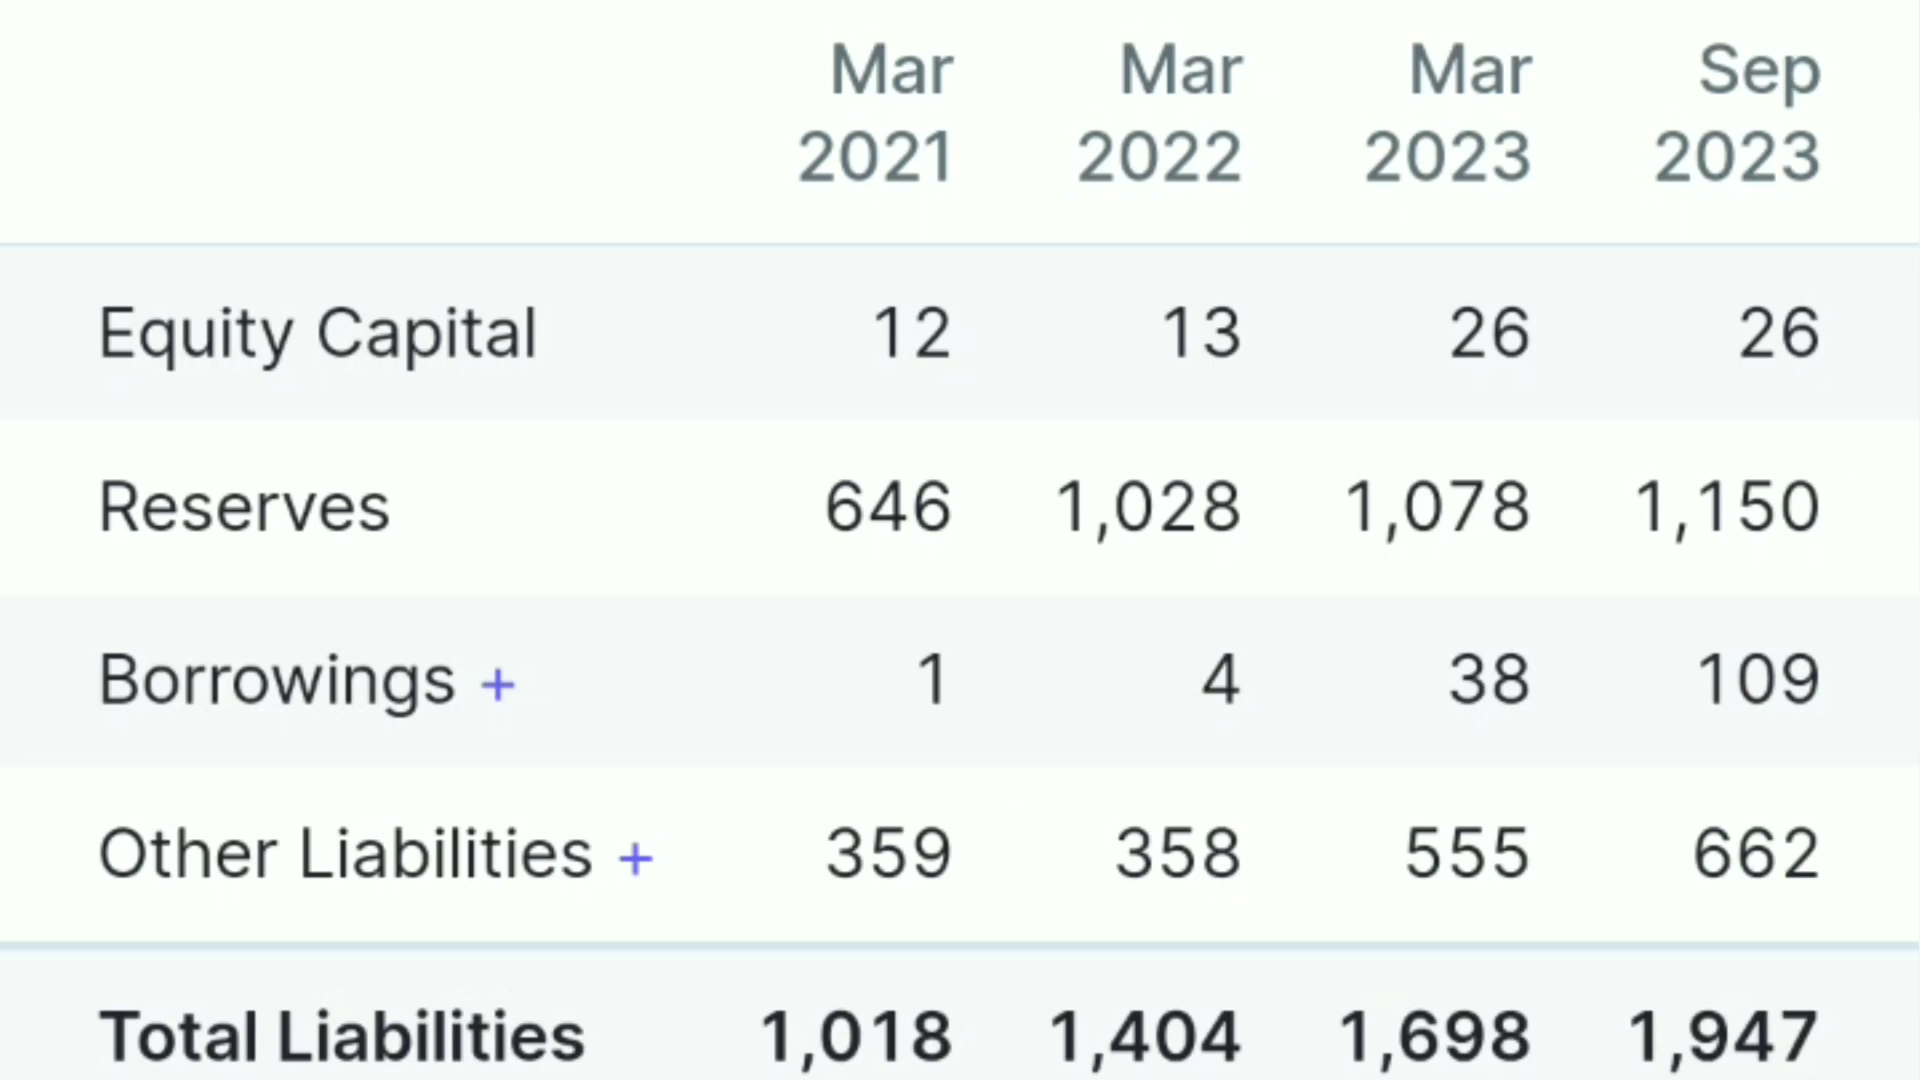 Mar Mar Mar Sep
2021 2022 2023 2023
Equity Capital 12 13 26 26
Reserves 646 1,028 1,078 1,150
Borrowings + 1 4 38 109
Other Liabilities + 359 358 555 662
Total Liabilities 1,018 1,404 1,698 1,947